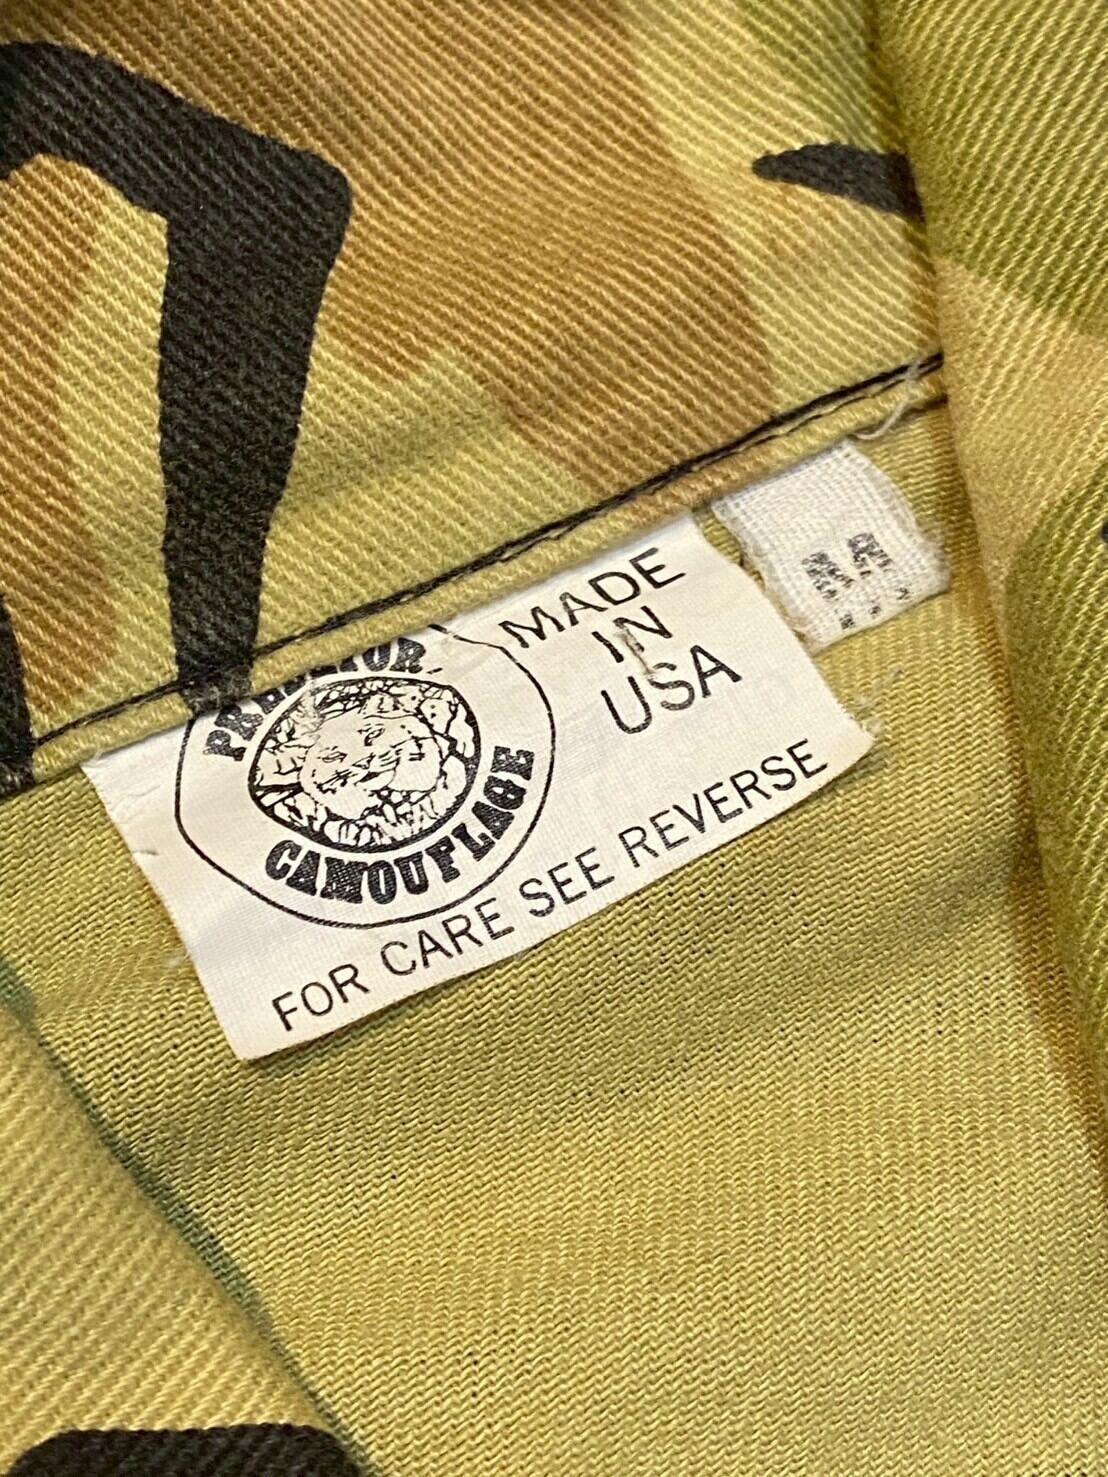 PREDATOR
CAMOUFLAGE
MADE
IN
USA
FOR CARE SEE REVERSE
M